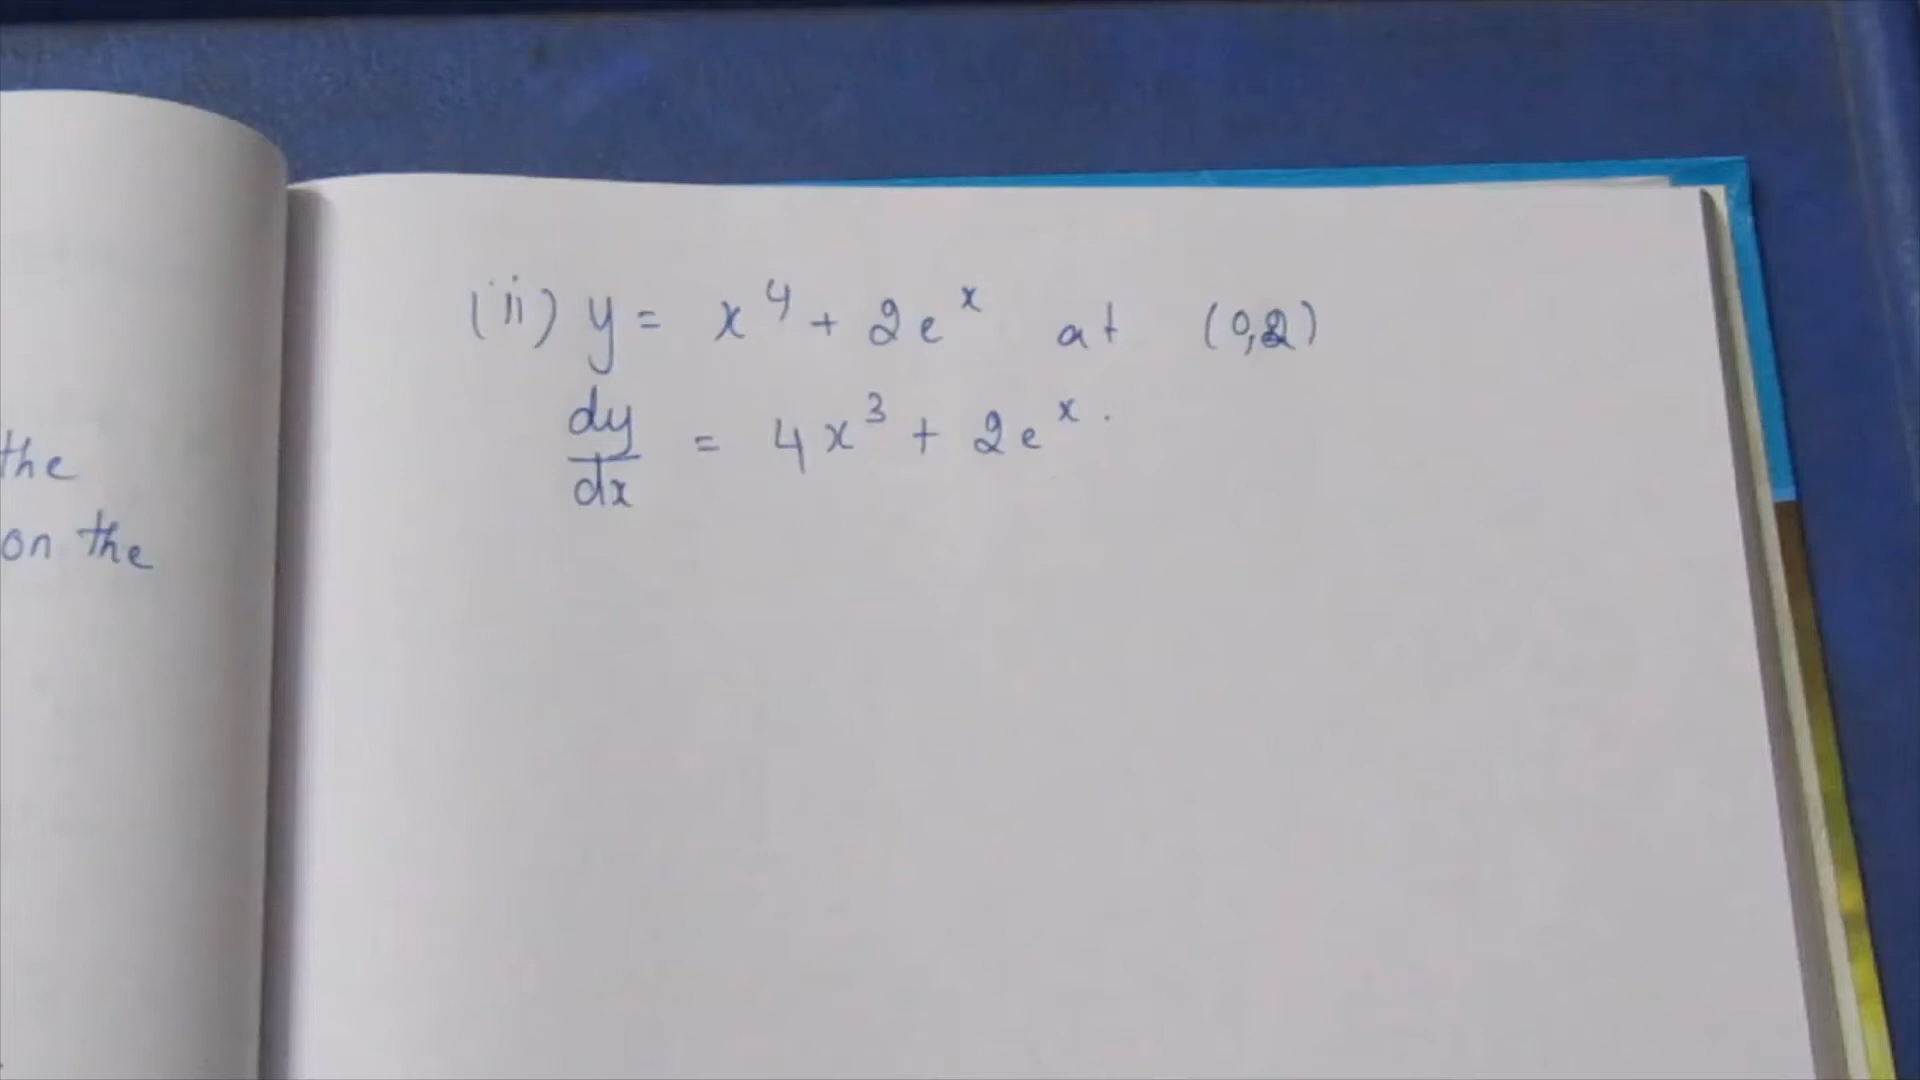 the
on the
(ii) y = x⁴ + 2eˣ at (0,2)
dy/dx = 4x³ + 2eˣ.